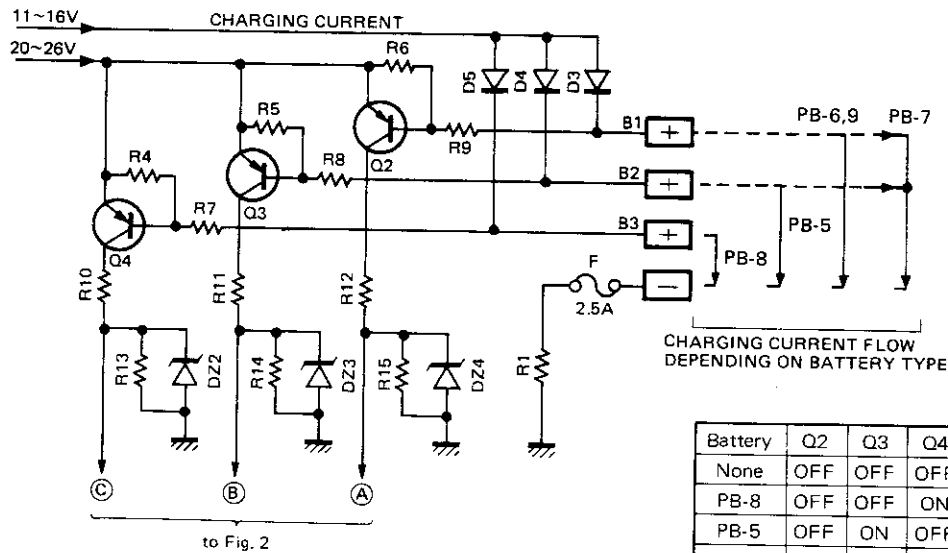 11~16V
CHARGING CURRENT
20~26V
R6
D5
D4
D3
R5
B1
+
PB-6,9
PB-7
Q2
R9
R4
R8
B2
+
Q3
R7
B3
+
PB-5
Q4
PB-8
R10
R11
R12
F
−
2.5A
R13
DZ2
R14
DZ3
R15
DZ4
R1
CHARGING CURRENT FLOW
DEPENDING ON BATTERY TYPE
Battery Q2 Q3 Q4
None OFF OFF OFF
PB-8 OFF OFF ON
PB-5 OFF ON OFF
C
B
A
to Fig. 2